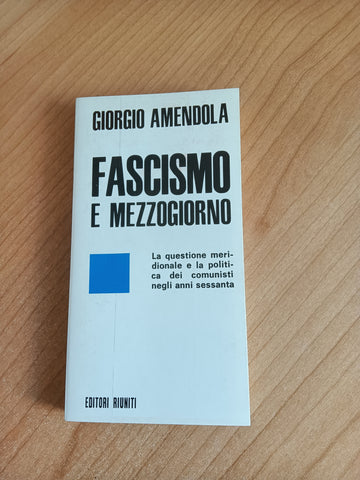 GIORGIO AMENDOLA
FASCISMO
E MEZZOGIORNO
La questione meri-
dionale e la politi-
ca dei comunisti
negli anni sessanta
EDITORI RIUNITI